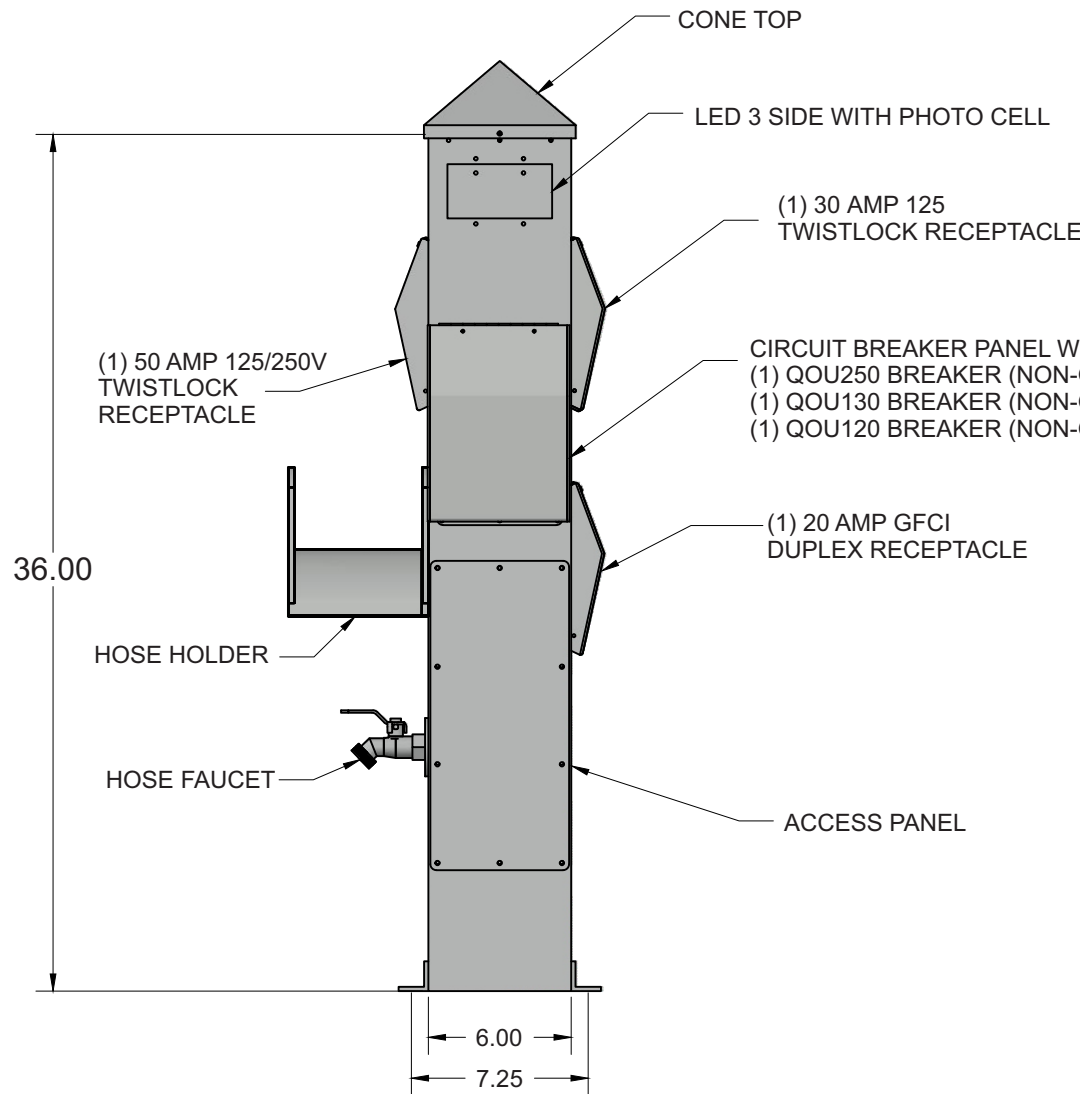 CONE TOP
LED 3 SIDE WITH PHOTO CELL
(1) 30 AMP 125
TWISTLOCK RECEPTACLE
(1) 50 AMP 125/250V
TWISTLOCK
RECEPTACLE
CIRCUIT BREAKER PANEL W
(1) QOU250 BREAKER (NON-
(1) QOU130 BREAKER (NON-
(1) QOU120 BREAKER (NON-
(1) 20 AMP GFCI
DUPLEX RECEPTACLE
36.00
HOSE HOLDER
HOSE FAUCET
ACCESS PANEL
6.00
7.25